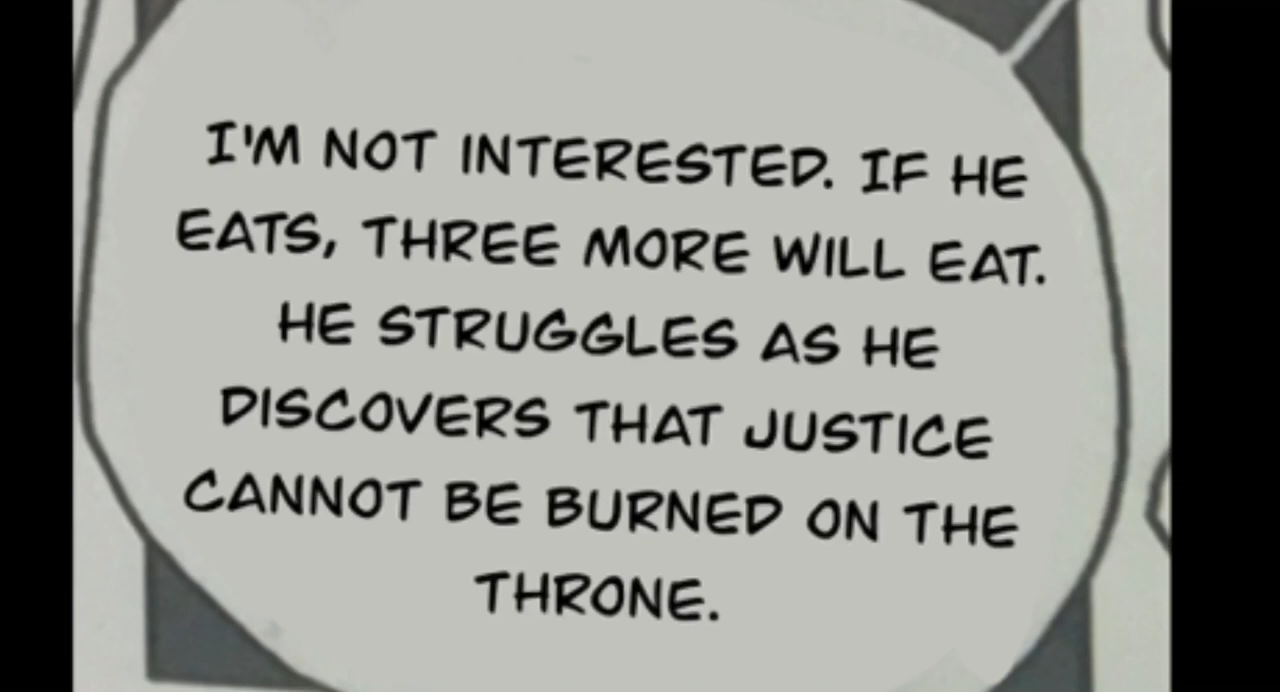 I'M NOT INTERESTED. IF HE
EATS, THREE MORE WILL EAT.
HE STRUGGLES AS HE
DISCOVERS THAT JUSTICE
CANNOT BE BURNED ON THE
THRONE.